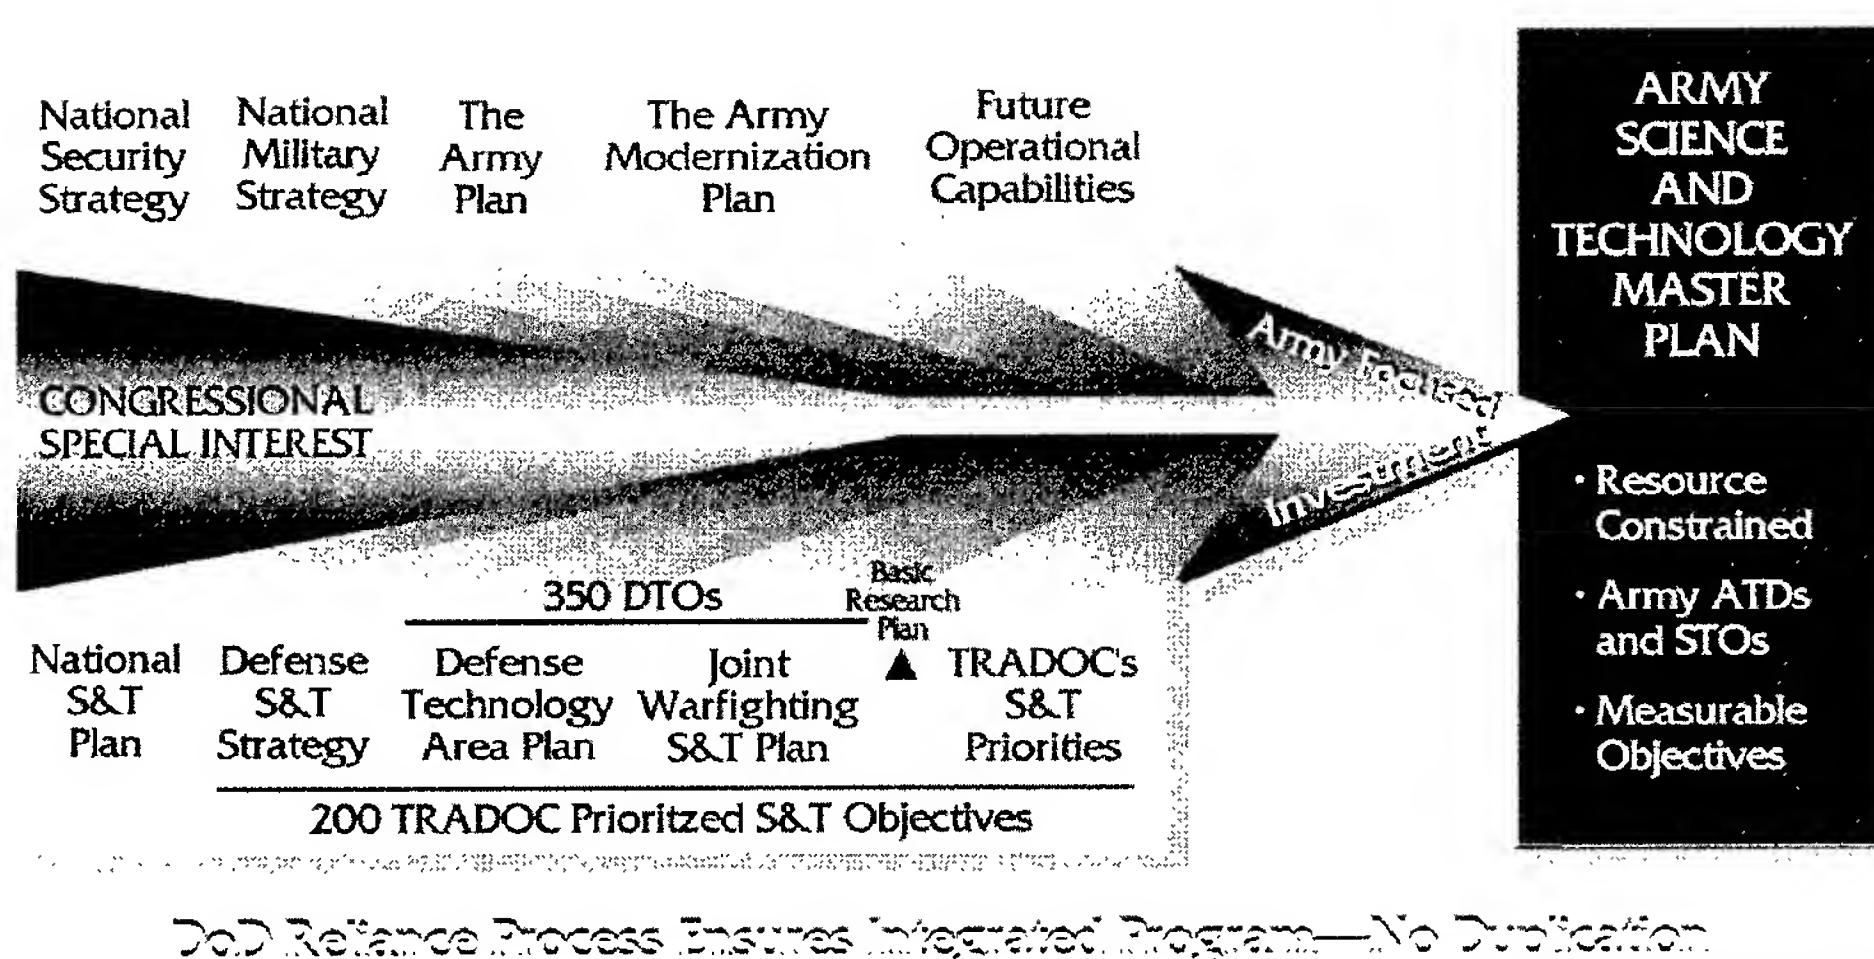 National
Security
Strategy
National
Military
Strategy
The
Army
Plan
The Army
Modernization
Plan
Future
Operational
Capabilities
ARMY
SCIENCE
AND
TECHNOLOGY
MASTER
PLAN
CONGRESSIONAL
SPECIAL INTEREST
Army Focused
Investment
• Resource
Constrained
• Army ATDs
and STOs
• Measurable
Objectives
350 DTOs
Basic
Research
Plan
National
S&T
Plan
Defense
S&T
Strategy
Defense
Technology
Area Plan
Joint
Warfighting
S&T Plan
TRADOC's
S&T
Priorities
200 TRADOC Prioritzed S&T Objectives
DoD Reliance Process Ensures Integrated Program—No Duplication